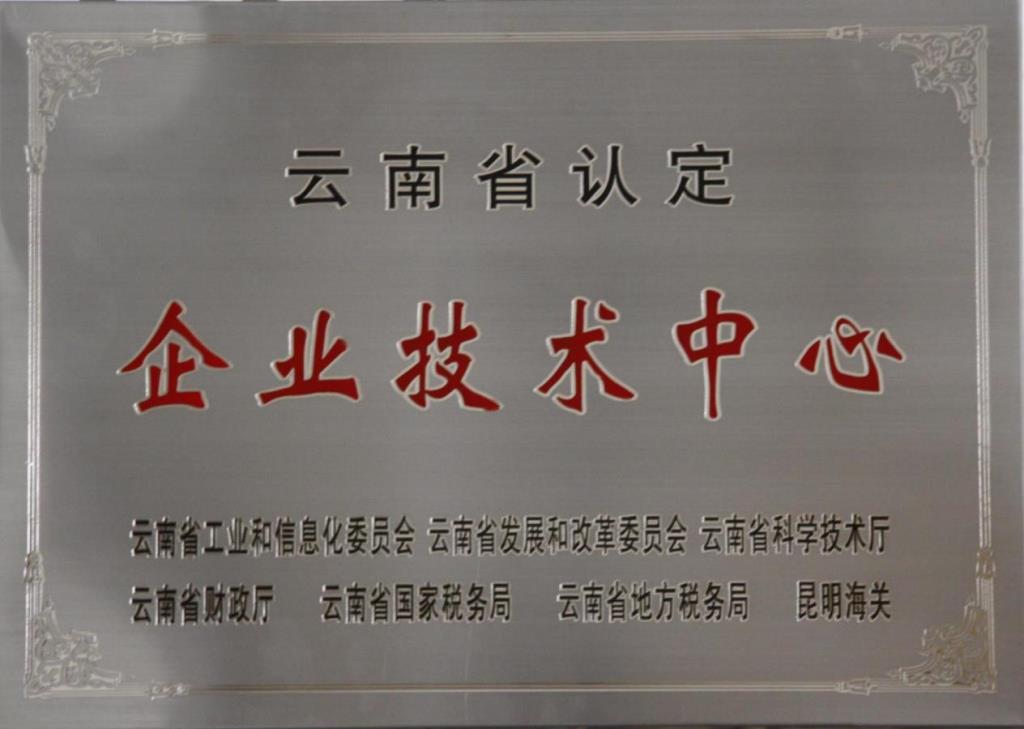 云南省认定
企业技术中心
云南省工业和信息化委员会 云南省发展和改革委员会 云南省科学技术厅
云南省财政厅 云南省国家税务局 云南省地方税务局 昆明海关